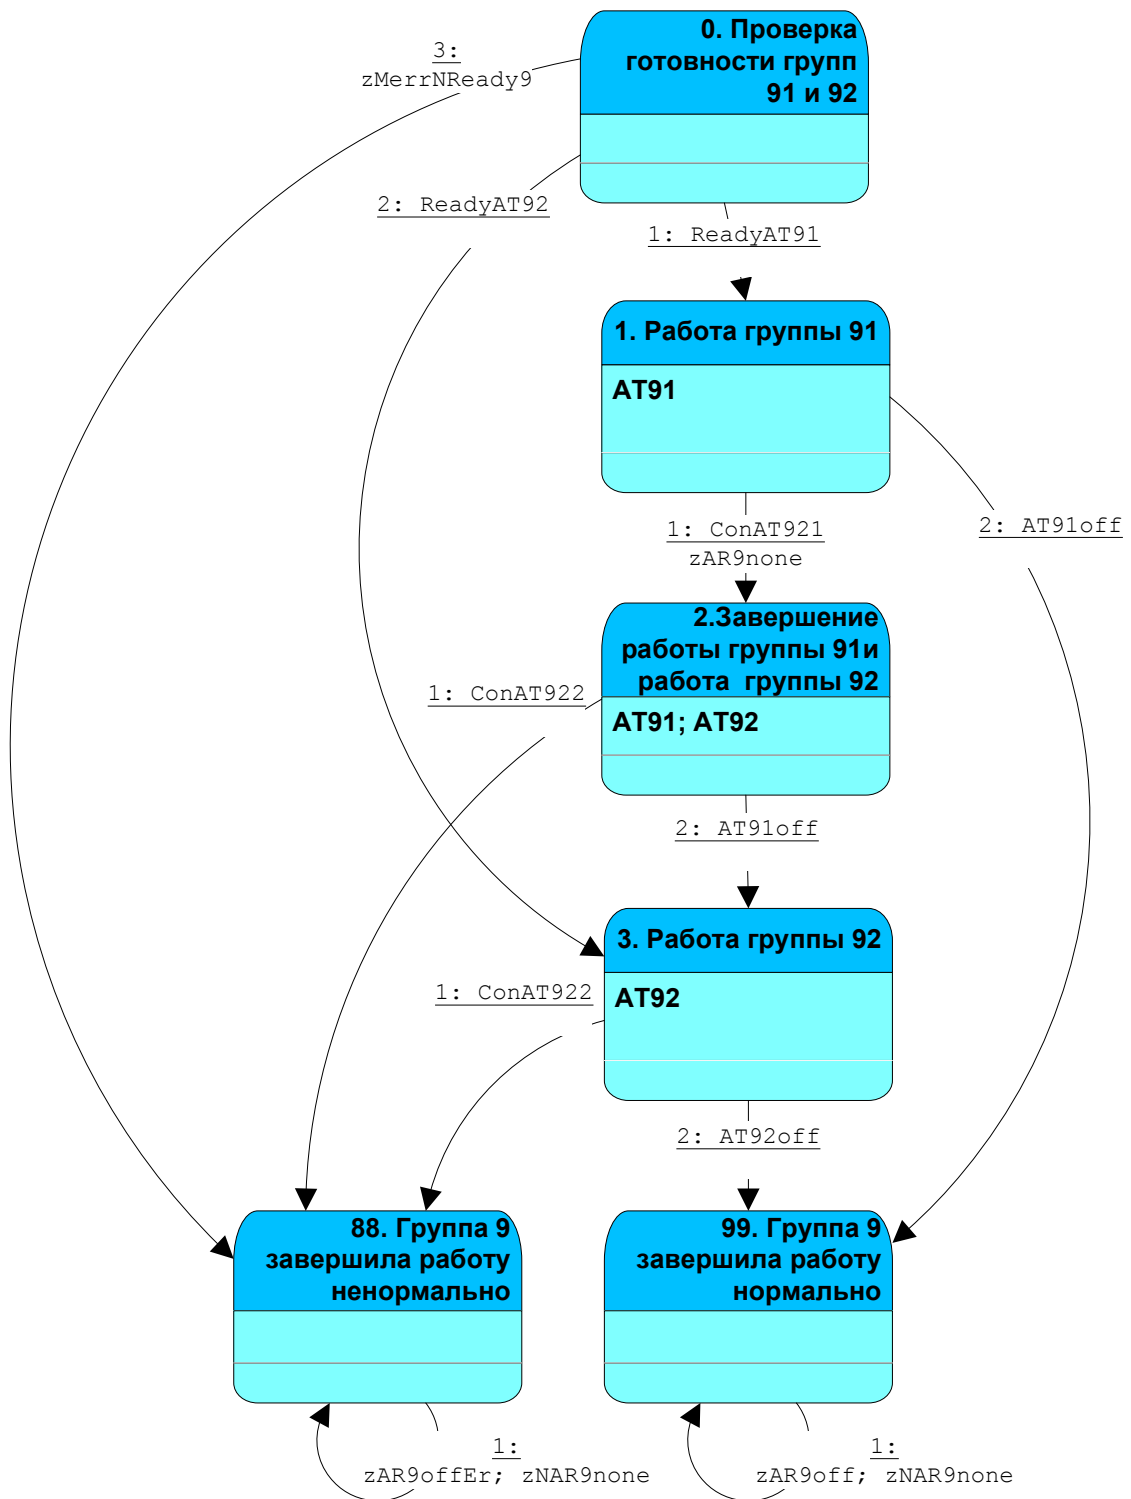 0. Проверка
готовности групп
91 и 92
3:
zMerrNReady9
2: ReadyAT92
1: ReadyAT91
1. Работа группы 91
AT91
1: ConAT921
zAR9none
2: AT91off
2.Завершение
работы группы 91и
работа группы 92
1: ConAT922
AT91; AT92
2: AT91off
3. Работа группы 92
1: ConAT922
AT92
2: AT92off
88. Группа 9
завершила работу
ненормально
99. Группа 9
завершила работу
нормально
1:
zAR9offEr; zNAR9none
1:
zAR9off; zNAR9none